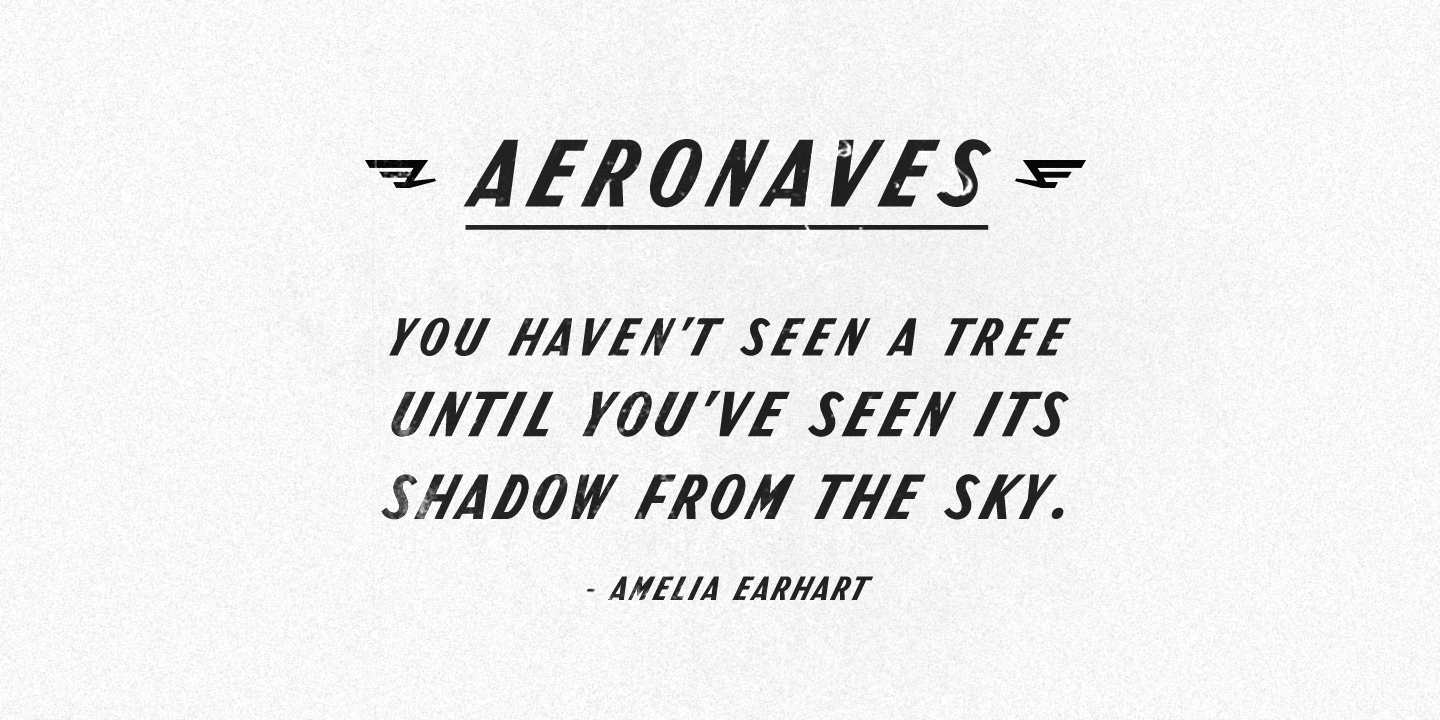 AERONAVES
YOU HAVEN'T SEEN A TREE
UNTIL YOU'VE SEEN ITS
SHADOW FROM THE SKY.
- AMELIA EARHART